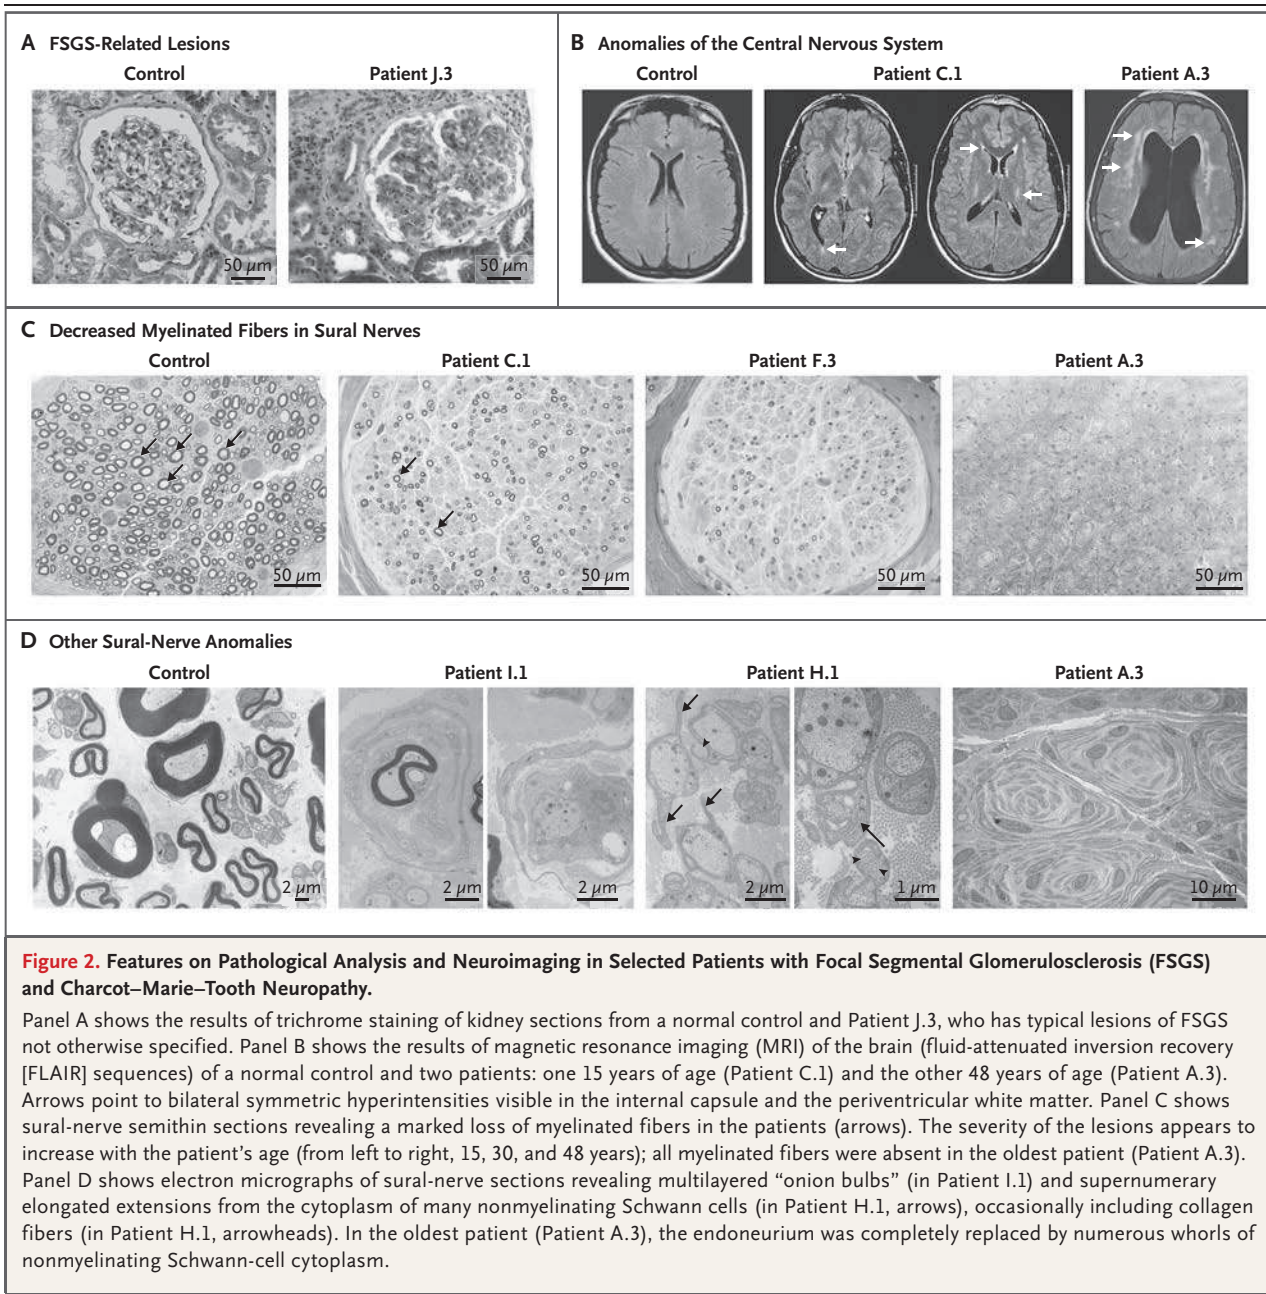 A FSGS-Related Lesions
Control
Patient J.3
50 µm
50 µm
B Anomalies of the Central Nervous System
Control
Patient C.1
Patient A.3
C Decreased Myelinated Fibers in Sural Nerves
Control
Patient C.1
Patient F.3
Patient A.3
50 µm
50 µm
50 µm
50 µm
D Other Sural-Nerve Anomalies
Control
Patient I.1
Patient H.1
Patient A.3
2 µm
2 µm
2 µm
2 µm
1 µm
10 µm
Figure 2. Features on Pathological Analysis and Neuroimaging in Selected Patients with Focal Segmental Glomerulosclerosis (FSGS)
and Charcot–Marie–Tooth Neuropathy.
Panel A shows the results of trichrome staining of kidney sections from a normal control and Patient J.3, who has typical lesions of FSGS
not otherwise specified. Panel B shows the results of magnetic resonance imaging (MRI) of the brain (fluid-attenuated inversion recovery
[FLAIR] sequences) of a normal control and two patients: one 15 years of age (Patient C.1) and the other 48 years of age (Patient A.3).
Arrows point to bilateral symmetric hyperintensities visible in the internal capsule and the periventricular white matter. Panel C shows
sural-nerve semithin sections revealing a marked loss of myelinated fibers in the patients (arrows). The severity of the lesions appears to
increase with the patient's age (from left to right, 15, 30, and 48 years); all myelinated fibers were absent in the oldest patient (Patient A.3).
Panel D shows electron micrographs of sural-nerve sections revealing multilayered “onion bulbs” (in Patient I.1) and supernumerary
elongated extensions from the cytoplasm of many nonmyelinating Schwann cells (in Patient H.1, arrows), occasionally including collagen
fibers (in Patient H.1, arrowheads). In the oldest patient (Patient A.3), the endoneurium was completely replaced by numerous whorls of
nonmyelinating Schwann-cell cytoplasm.